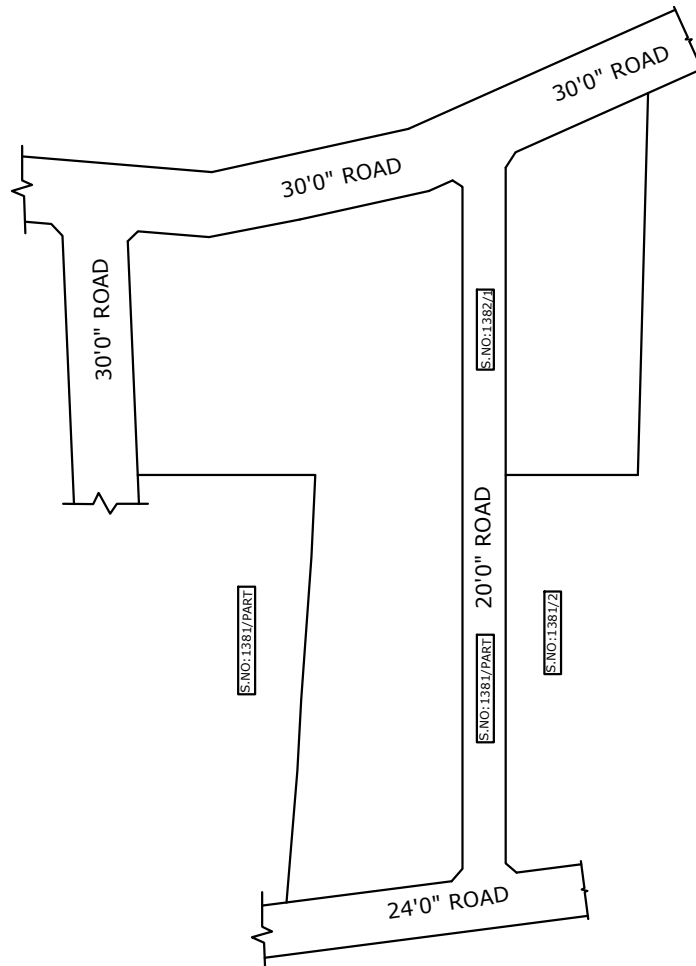 30'0" ROAD
30'0" ROAD
30'0" ROAD
S.NO:1382/1
20'0" ROAD
S.NO:1381/PART
S.NO:1381/2
S.NO:1381/PART
24'0" ROAD